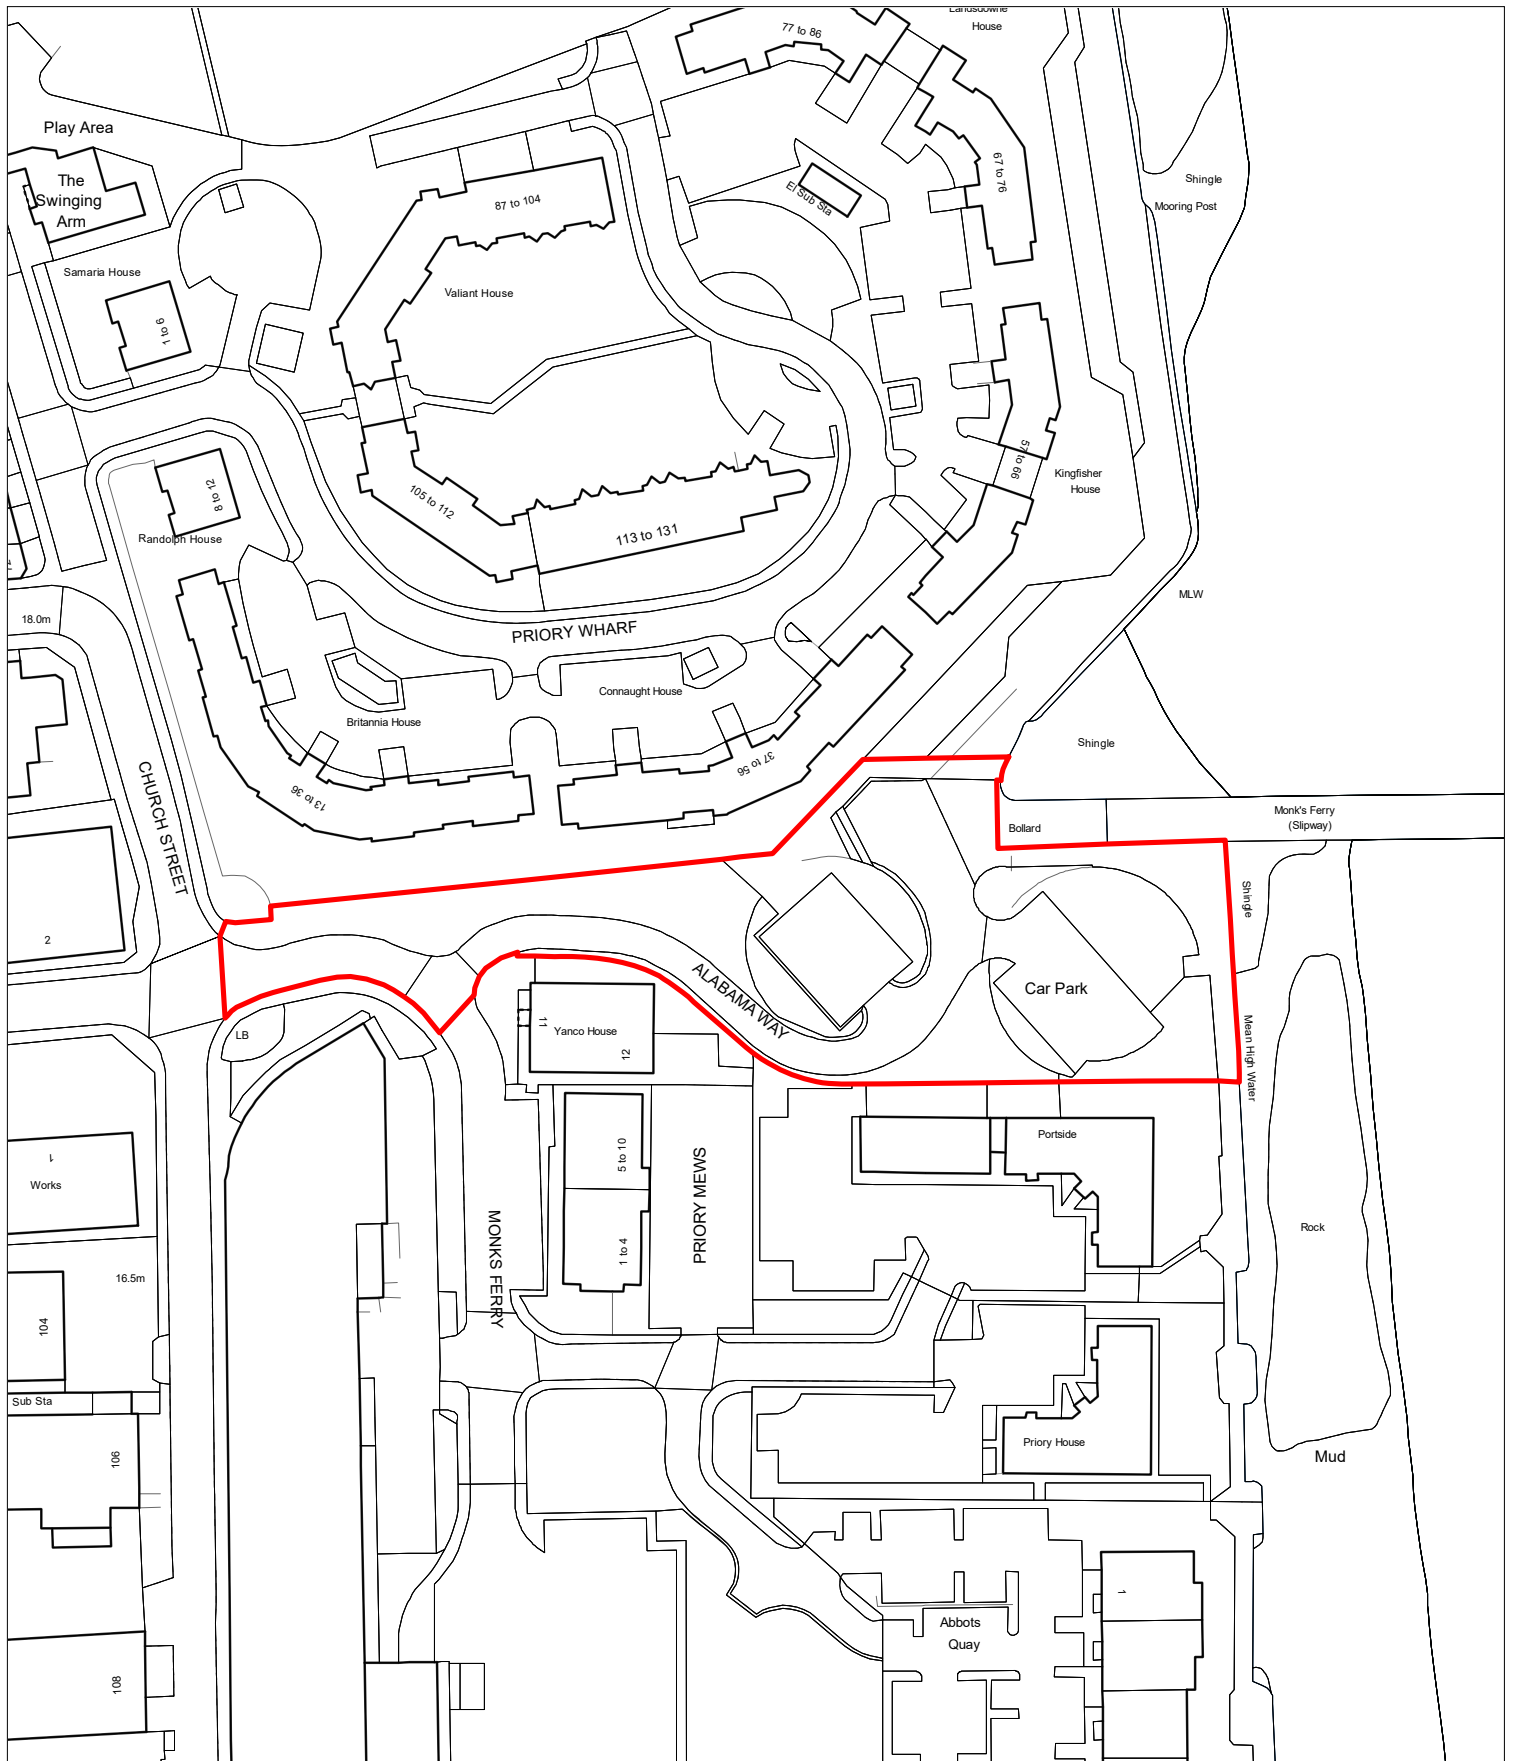 Landsdowne
House
77 to 86
Play Area
The
Swinging
Arm
67 to 76
El Sub Sta
Shingle
Mooring Post
87 to 104
Samaria House
Valiant House
1 to 6
57 to 66
Kingfisher
House
8 to 12
105 to 112
113 to 131
Randolph House
MLW
18.0m
PRIORY WHARF
Connaught House
Britannia House
37 to 56
13 to 36
Shingle
CHURCH STREET
Monk's Ferry
(Slipway)
Bollard
Shingle
2
ALABAMA WAY
Car Park
LB
11
Yanco House
12
Mean High Water
Portside
5 to 10
1
Works
PRIORY MEWS
MONKS FERRY
1 to 4
Rock
16.5m
104
Sub Sta
Priory House
106
Mud
1
Abbots
Quay
108